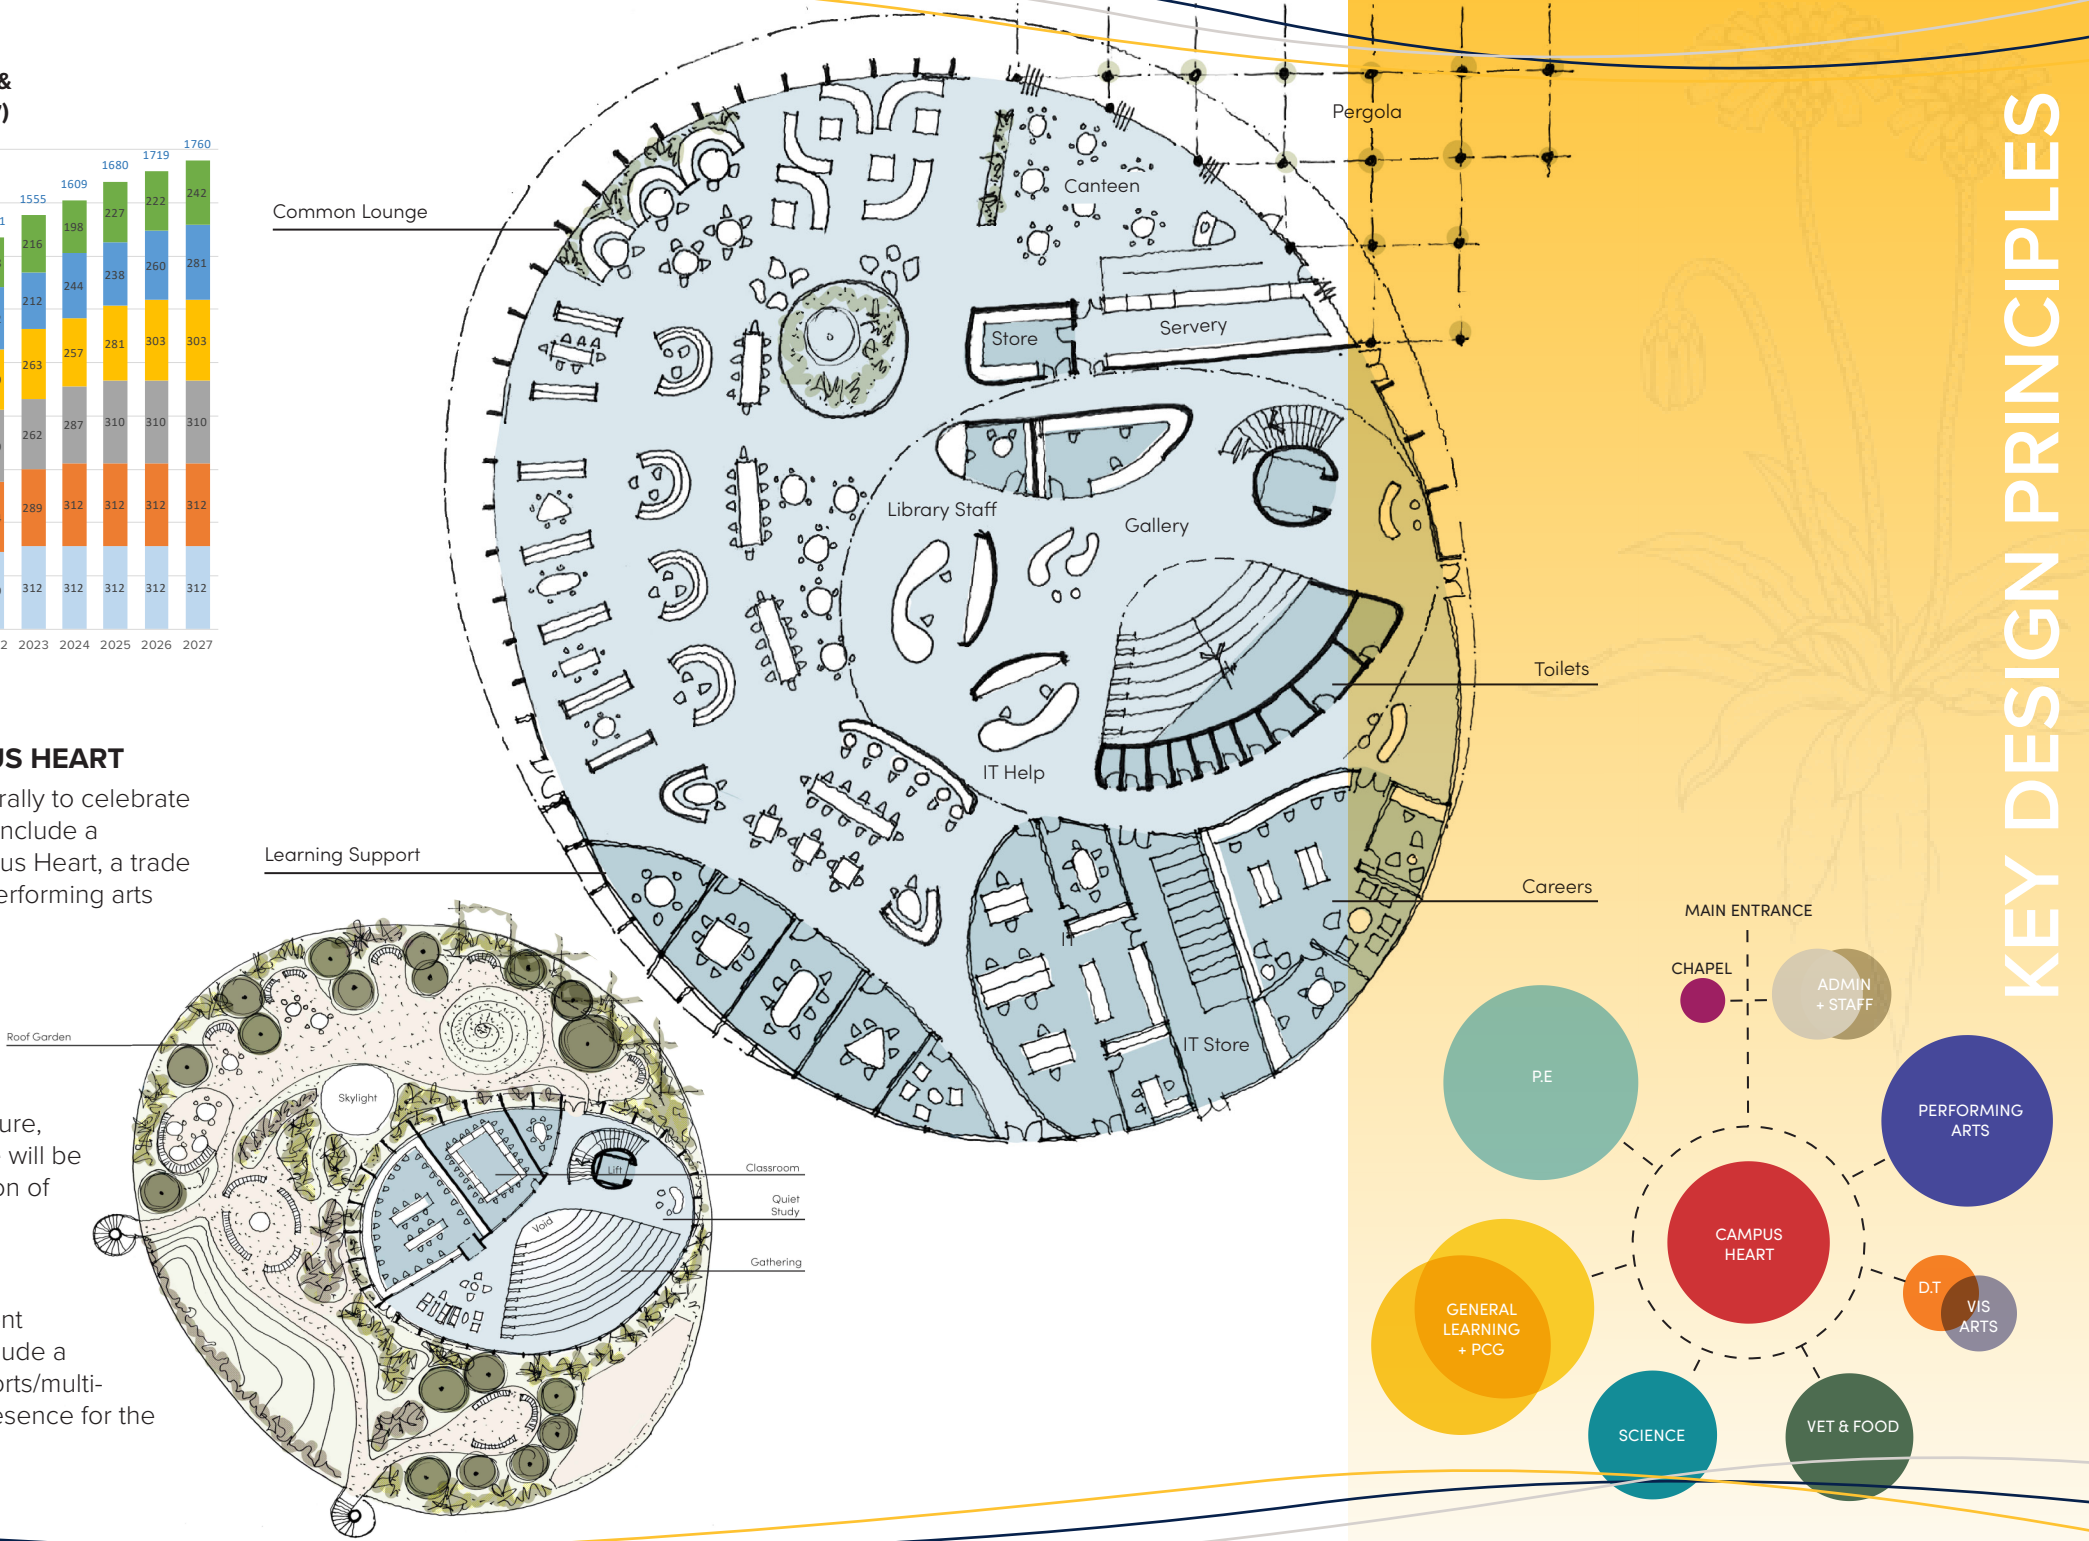 &
)
1760
1719
1680
1609
1555
1
242
222
227
198
216
281
260
238
244
212
303
303
281
257
263
310
310
310
287
262
312
312
312
312
289
312
312
312
312
312
2 2023 2024 2025 2026 2027
US HEART
rally to celebrate
include a
us Heart, a trade
erforming arts
ure,
will be
on of
nt
ude a
orts/multi-
esence for the
Common Lounge
Canteen
Pergola
Store
Servery
Library Staff
Gallery
Toilets
IT Help
Learning Support
Careers
IT
IT Store
Roof Garden
Skylight
Lift
Void
Classroom
Quiet
Study
Gathering
KEY DESIGN PRINCIPLES
MAIN ENTRANCE
CHAPEL
ADMIN
+ STAFF
P.E
PERFORMING
ARTS
CAMPUS
HEART
D.T
VIS
ARTS
GENERAL
LEARNING
+ PCG
SCIENCE
VET & FOOD